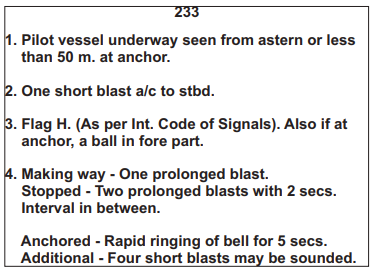 233
1. Pilot vessel underway seen from astern or less
than 50 m. at anchor.
2. One short blast a/c to stbd.
3. Flag H. (As per Int. Code of Signals). Also if at
anchor, a ball in fore part.
4. Making way - One prolonged blast.
Stopped - Two prolonged blasts with 2 secs.
Interval in between.
Anchored - Rapid ringing of bell for 5 secs.
Additional - Four short blasts may be sounded.